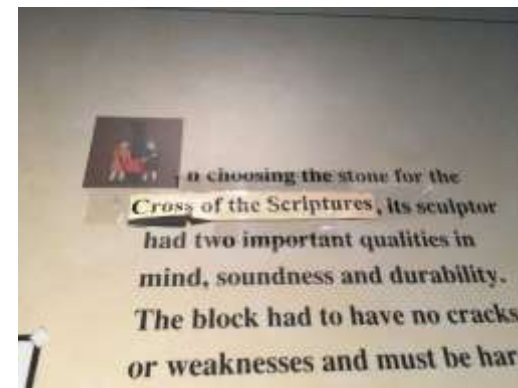 n choosing the stone for the
Cross of the Scriptures, its sculptor
had two important qualities in
mind, soundness and durability.
The block had to have no cracks
or weaknesses and must be har